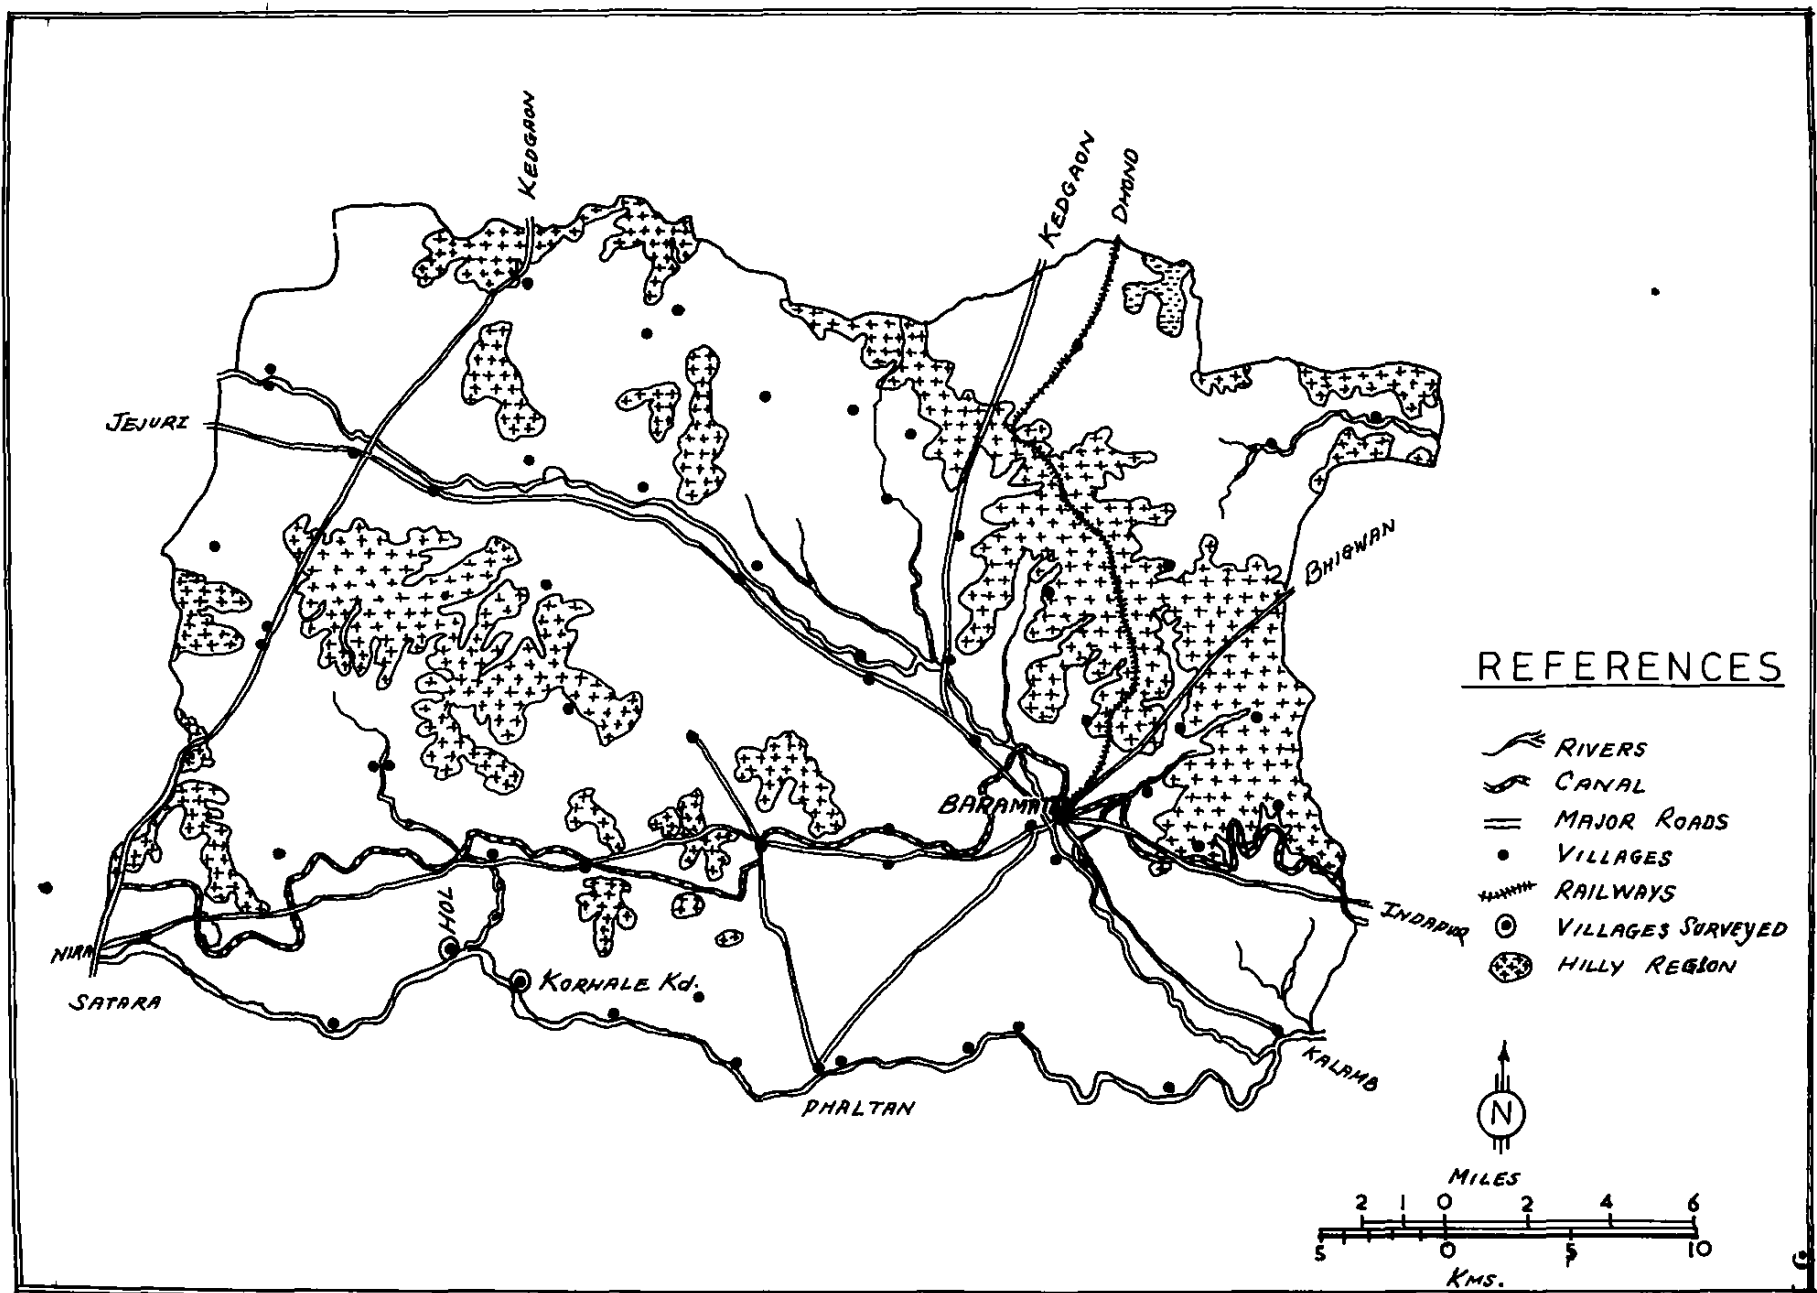 KEDGAON
KEDGAON
DHOND
JEJURI
BHIGWAN
BARAMATI
HOL
NIRA
SATARA
KORHALE Kd.
INDAPUR
KALAMB
PHALTAN
REFERENCES
RIVERS
CANAL
MAJOR ROADS
VILLAGES
RAILWAYS
VILLAGES SURVEYED
HILLY REGION
N
MILES
2 1 0 2 4 6
5 0 5 10
KMS.